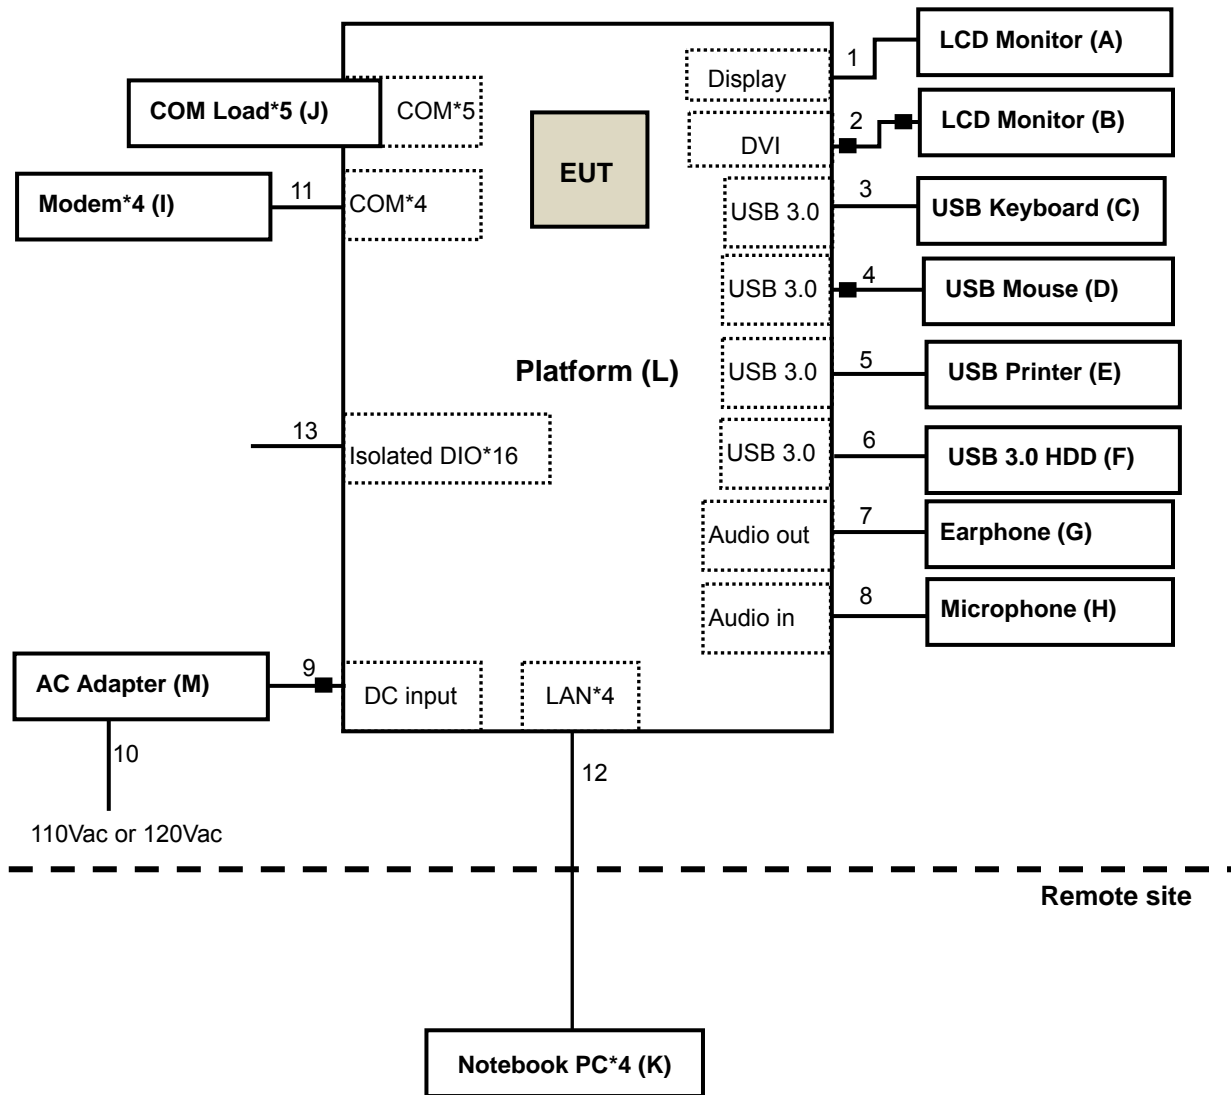 1
LCD Monitor (A)
Display
COM Load*5 (J)
COM*5
2
LCD Monitor (B)
DVI
EUT
Modem*4 (I)
11
COM*4
3
USB 3.0
USB Keyboard (C)
4
USB 3.0
USB Mouse (D)
Platform (L)
5
USB 3.0
USB Printer (E)
13
Isolated DIO*16
6
USB 3.0
USB 3.0 HDD (F)
7
Audio out
Earphone (G)
8
Audio in
Microphone (H)
AC Adapter (M)
9
DC input
LAN*4
10
12
110Vac or 120Vac
Remote site
Notebook PC*4 (K)